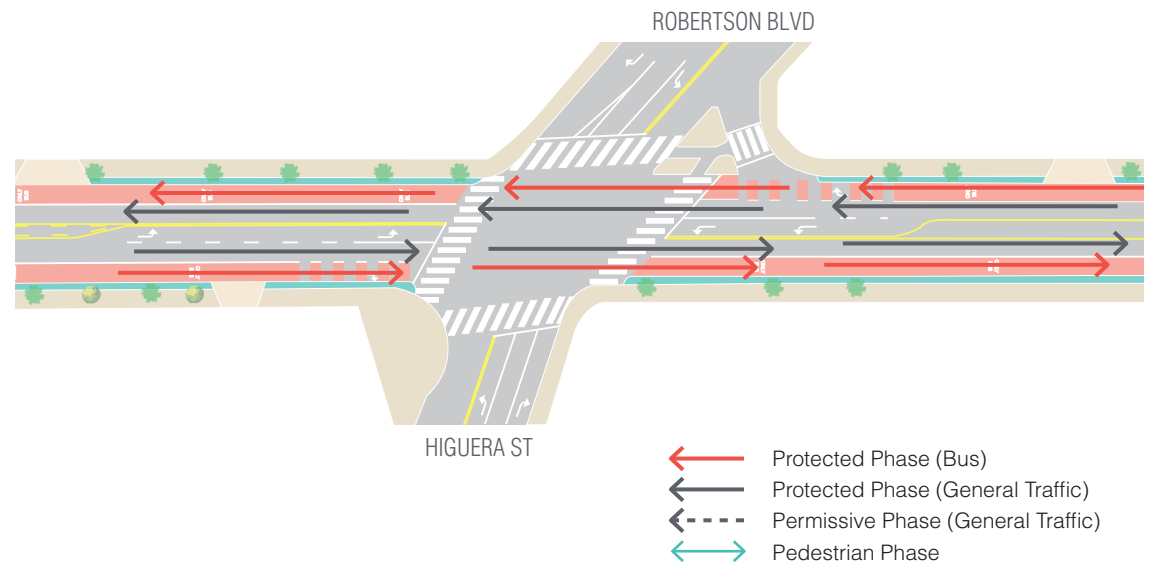 ROBERTSON BLVD
HIGUERA ST
Protected Phase (Bus)
Protected Phase (General Traffic)
Permissive Phase (General Traffic)
Pedestrian Phase